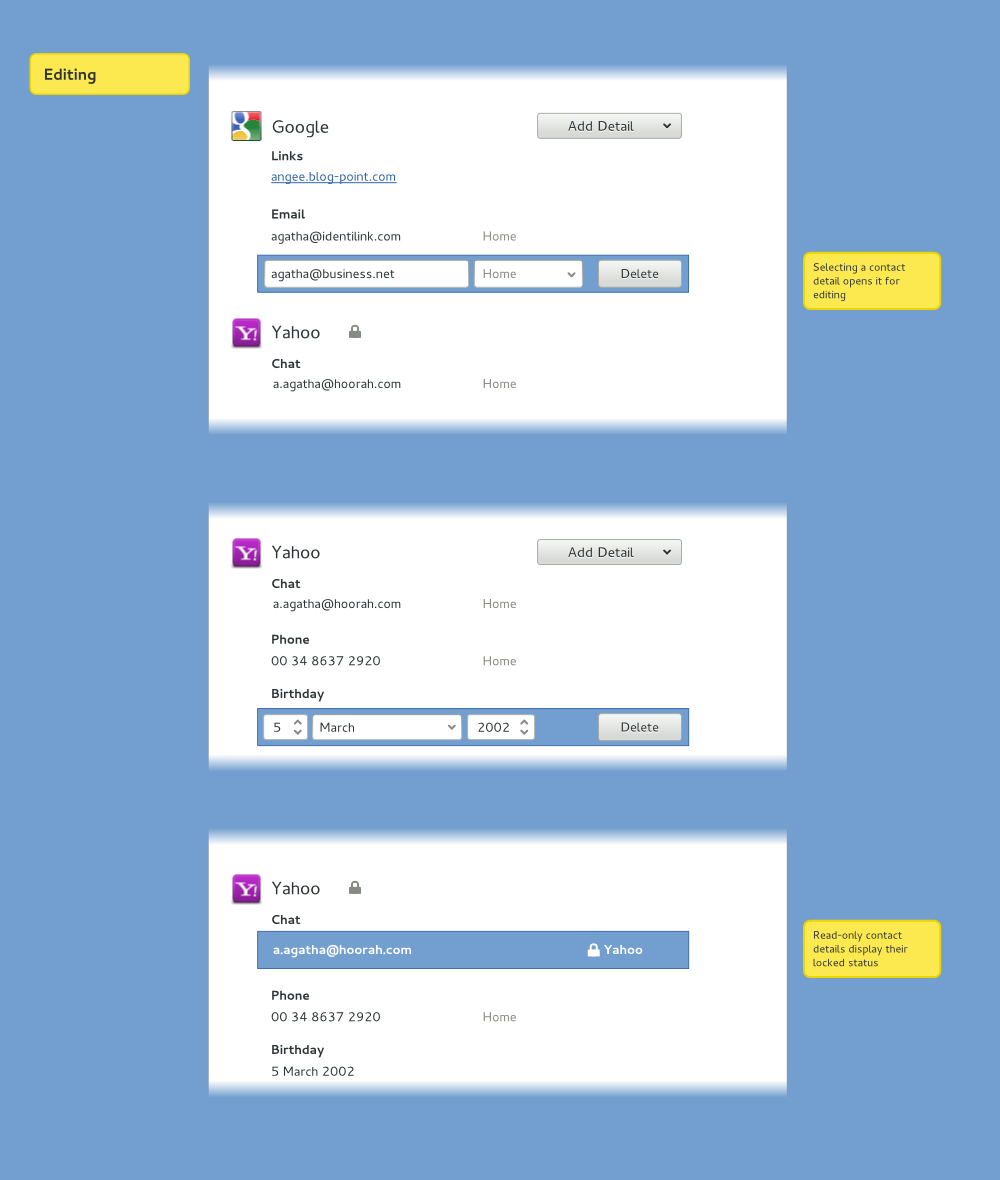 Editing
Google
Add Detail
Links
angee.blog-point.com
Email
agatha@identilink.com Home
agatha@business.net Home Delete
Selecting a contact
detail opens it for
editing
Y! Yahoo
Chat
a.agatha@hoorah.com Home
Y! Yahoo
Add Detail
Chat
a.agatha@hoorah.com Home
Phone
00 34 8637 2920 Home
Birthday
5 March 2002 Delete
Y! Yahoo
Chat
a.agatha@hoorah.com Yahoo
Read-only contact
details display their
locked status
Phone
00 34 8637 2920 Home
Birthday
5 March 2002